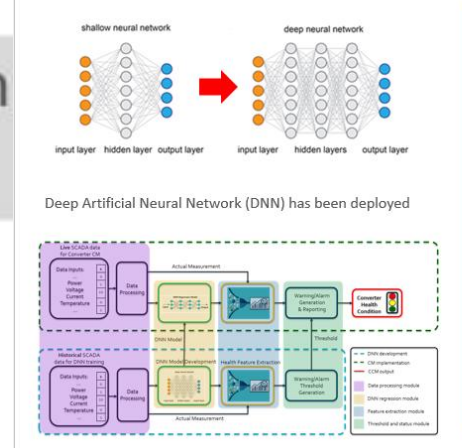 shallow neural network
deep neural network
input layer
hidden layer
output layer
input layer
hidden layers
output layer
Deep Artificial Neural Network (DNN) has been deployed
Live SCADA data
for Converter CM
Data Inputs:
...
Power
Voltage
Current
Temperature
...
Data
Processing
Actual Measurement
Warning/Alarm
Generation
& Reporting
Converter
Health
Condition
DNN Model
Threshold
Historical SCADA
data for DNN training
DNN Model Development
Health Feature Extraction
Data Inputs:
...
Power
Voltage
Current
Temperature
...
Data
Processing
Warning/Alarm
Threshold
Generation
Actual Measurement
DNN development
CM implementation
CCM output
Data processing module
DNN regression module
Feature extraction module
Threshold and status module